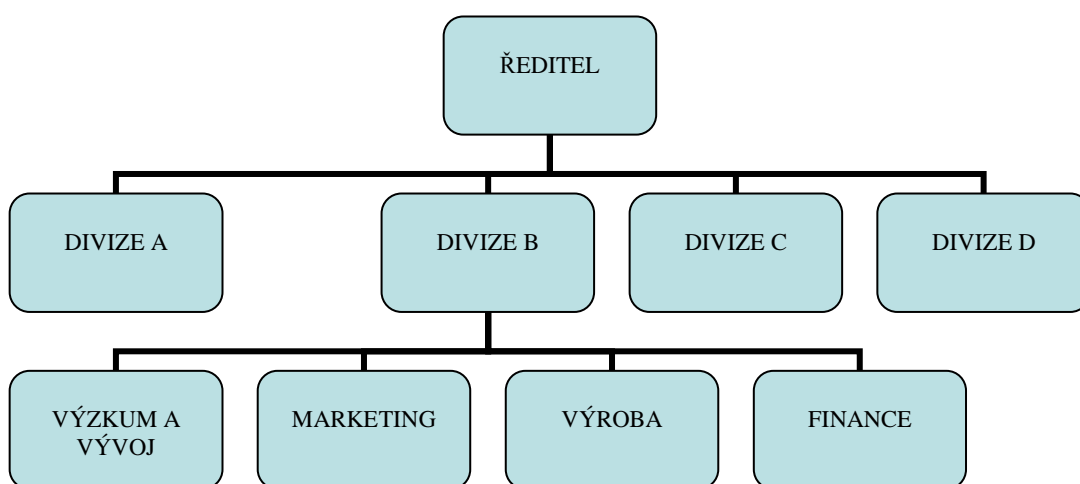 ŘEDITEL
DIVIZE A
DIVIZE B
DIVIZE C
DIVIZE D
VÝZKUM A
VÝVOJ
MARKETING
VÝROBA
FINANCE